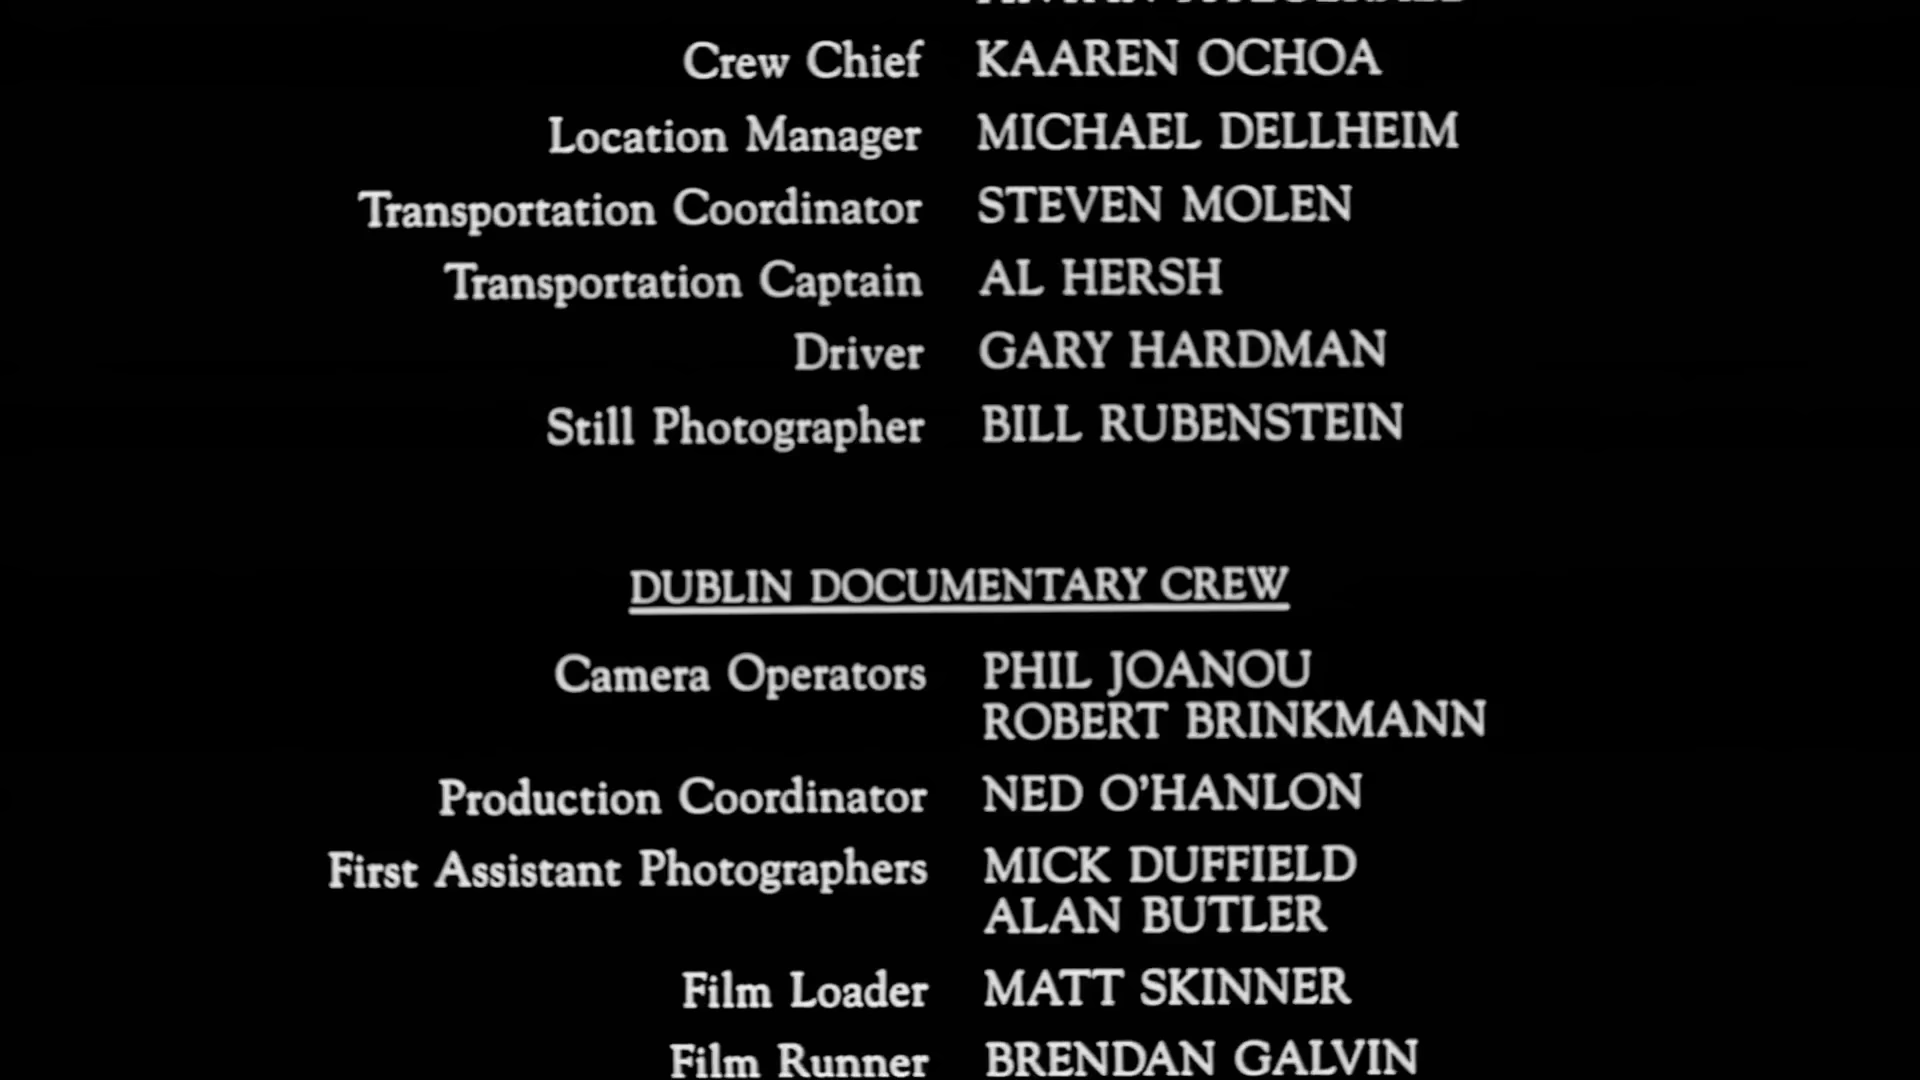 Crew Chief KAAREN OCHOA
Location Manager MICHAEL DELLHEIM
Transportation Coordinator STEVEN MOLEN
Transportation Captain AL HERSH
Driver GARY HARDMAN
Still Photographer BILL RUBENSTEIN
DUBLIN DOCUMENTARY CREW
Camera Operators PHIL JOANOU
ROBERT BRINKMANN
Production Coordinator NED O'HANLON
First Assistant Photographers MICK DUFFIELD
ALAN BUTLER
Film Loader MATT SKINNER
Film Runner BRENDAN GALVIN